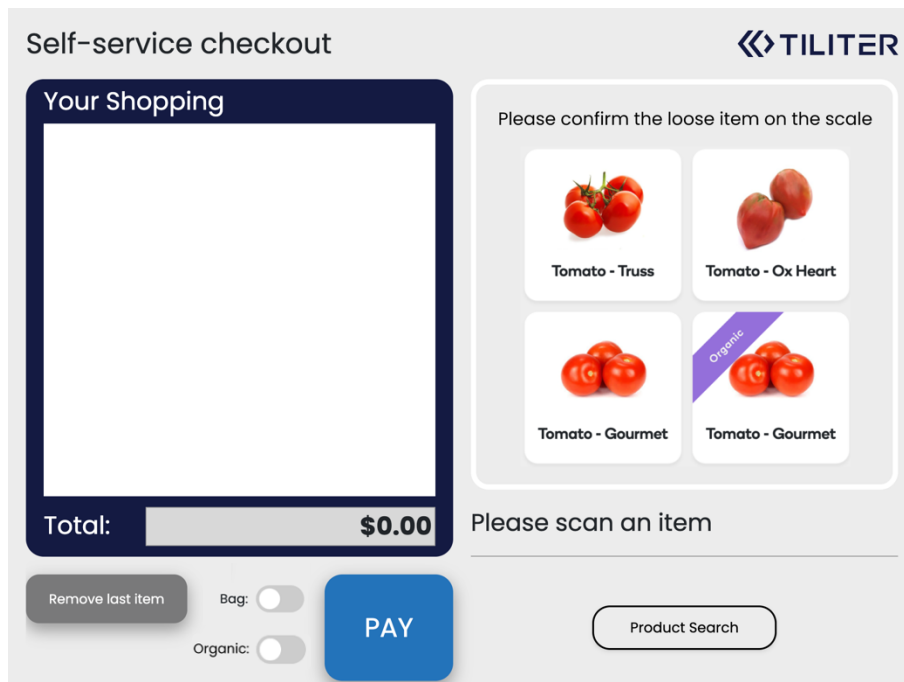 Self-service checkout
TILITER
Your Shopping
Total:
$0.00
Remove last item
Bag:
Organic:
PAY
Please confirm the loose item on the scale
Tomato - Truss
Tomato - Ox Heart
Tomato - Gourmet
Organic
Tomato - Gourmet
Please scan an item
Product Search